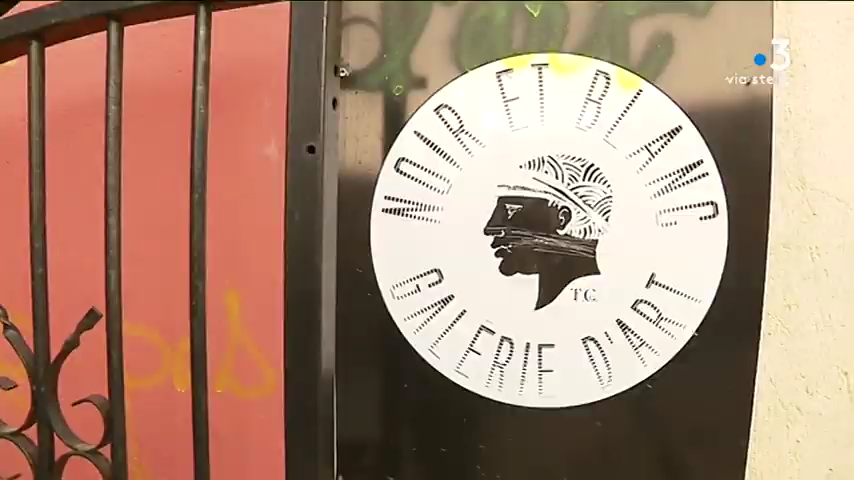 3
via stella
NOIR ET BLANC
T.C.
GALERIE D'ART